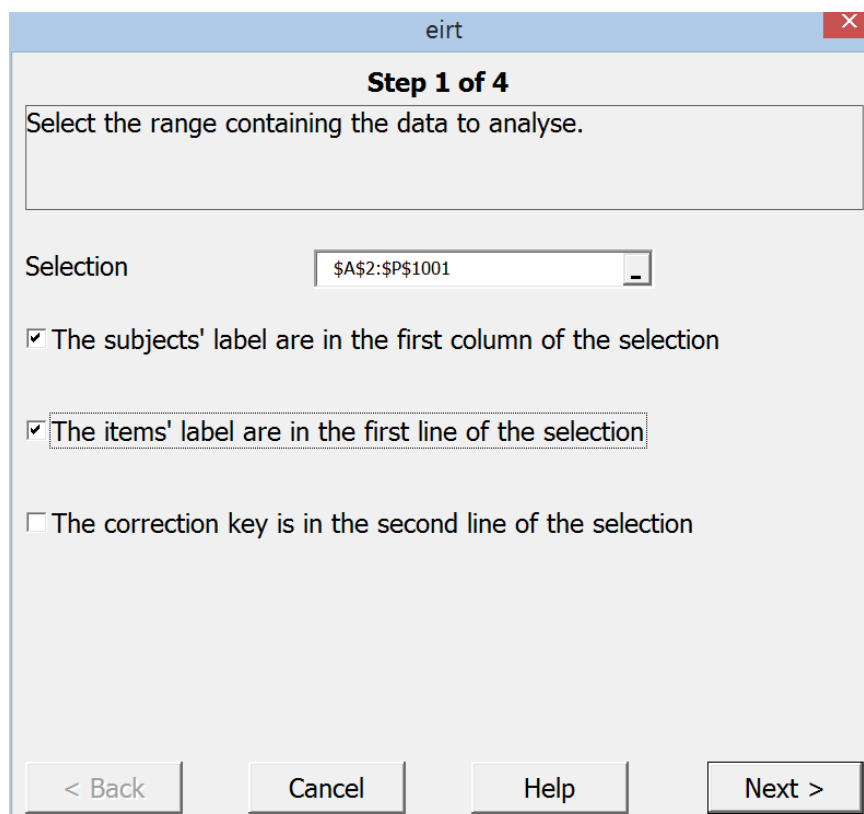 eirt
Step 1 of 4
Select the range containing the data to analyse.
Selection
$A$2:$P$1001
The subjects' label are in the first column of the selection
The items' label are in the first line of the selection
The correction key is in the second line of the selection
< Back Cancel Help Next >